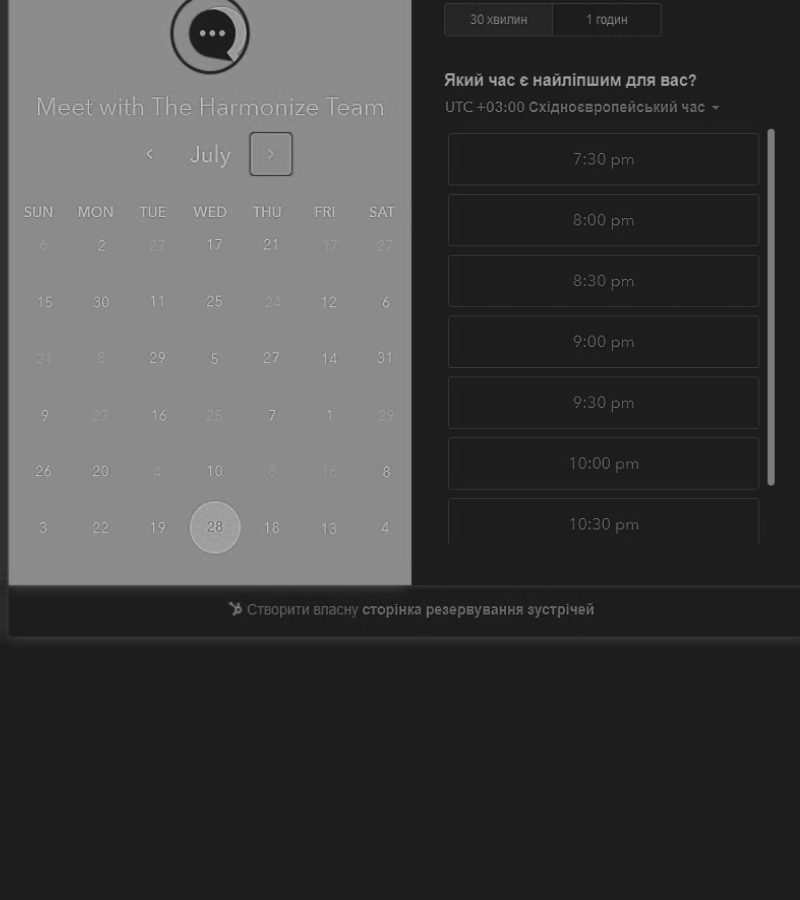 Meet with The Harmonize Team
July
SUN MON TUE WED THU FRI SAT
6 2 27 17 21 17 27
15 30 11 25 24 12 6
21 8 29 5 27 14 31
9 27 16 25 7 1 29
26 20 4 10 8 16 8
3 22 19 28 18 13 4
30 хвилин 1 годин
Який час є найліпшим для вас?
UTC +03:00 Східноєвропейський час
7:30 pm
8:00 pm
8:30 pm
9:00 pm
9:30 pm
10:00 pm
10:30 pm
Створити власну сторінка резервування зустрічей